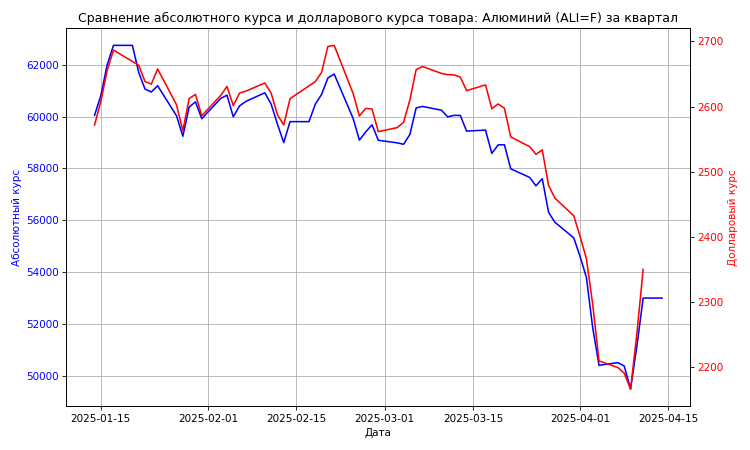 Сравнение абсолютного курса и долларового курса товара: Алюминий (ALI=F) за квартал
Абсолютный курс
62000
60000
58000
56000
54000
52000
50000
2700
2600
2500
2400
2300
2200
Долларовый курс
2025-01-15 2025-02-01 2025-02-15 2025-03-01 2025-03-15 2025-04-01 2025-04-15
Дата